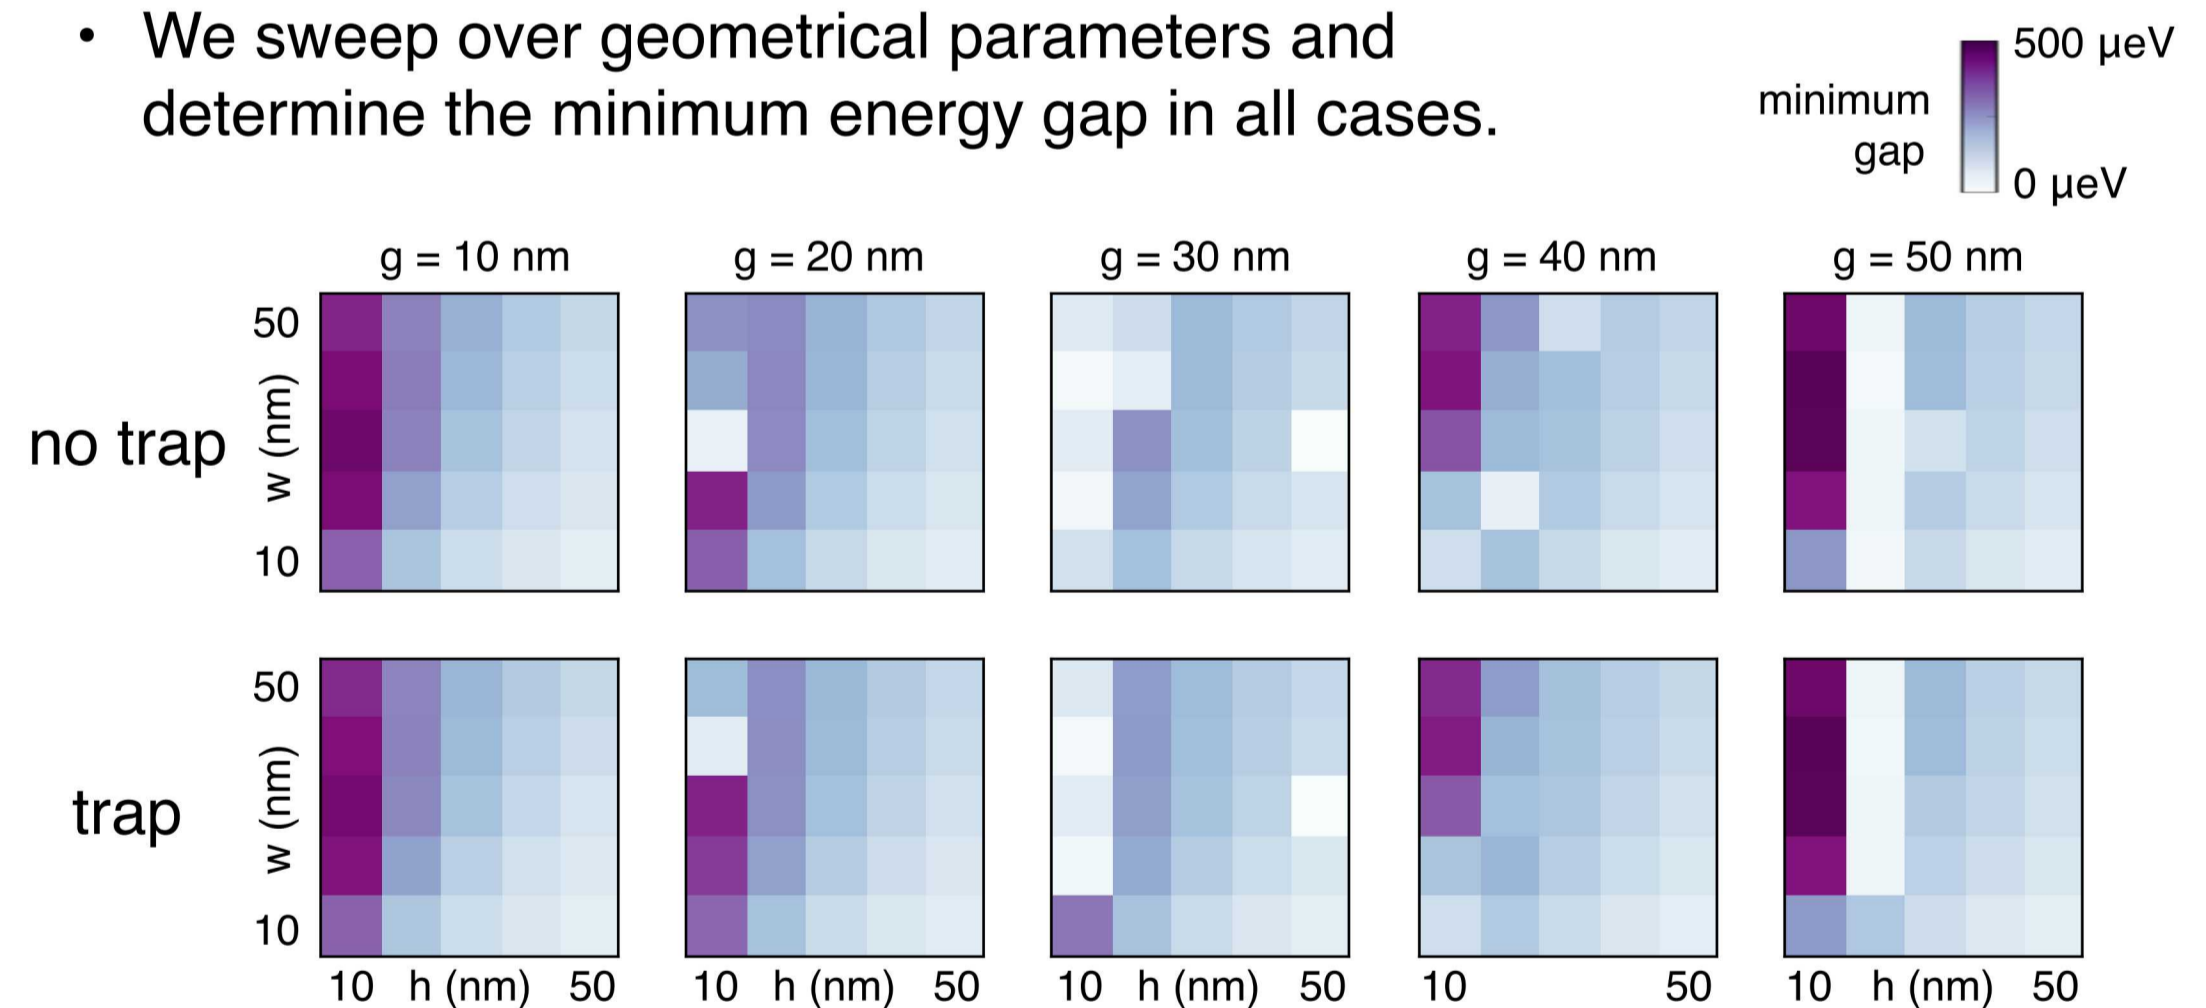 • We sweep over geometrical parameters and
determine the minimum energy gap in all cases.
500 µeV
minimum
gap
0 µeV
g = 10 nm
g = 20 nm
g = 30 nm
g = 40 nm
g = 50 nm
no trap
50
w (nm)
10
trap
50
w (nm)
10
10 h (nm) 50
10 h (nm) 50
10 h (nm) 50
10 50
10 h (nm) 50